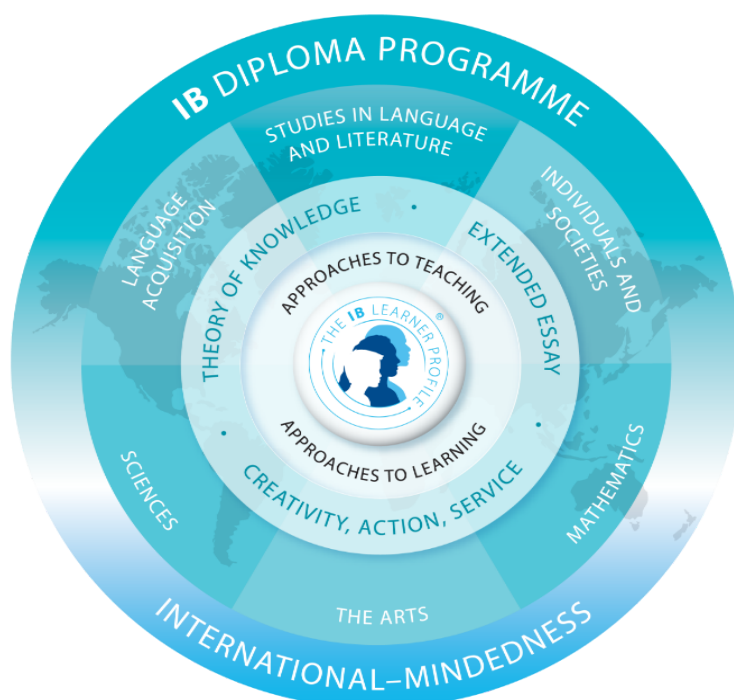 IB DIPLOMA PROGRAMME
STUDIES IN LANGUAGE
AND LITERATURE
LANGUAGE
ACQUISITION
INDIVIDUALS AND
SOCIETIES
THEORY OF KNOWLEDGE
EXTENDED ESSAY
APPROACHES TO TEACHING
THE IB LEARNER PROFILE ®
APPROACHES TO LEARNING
CREATIVITY, ACTION, SERVICE
SCIENCES
MATHEMATICS
THE ARTS
INTERNATIONAL–MINDEDNESS